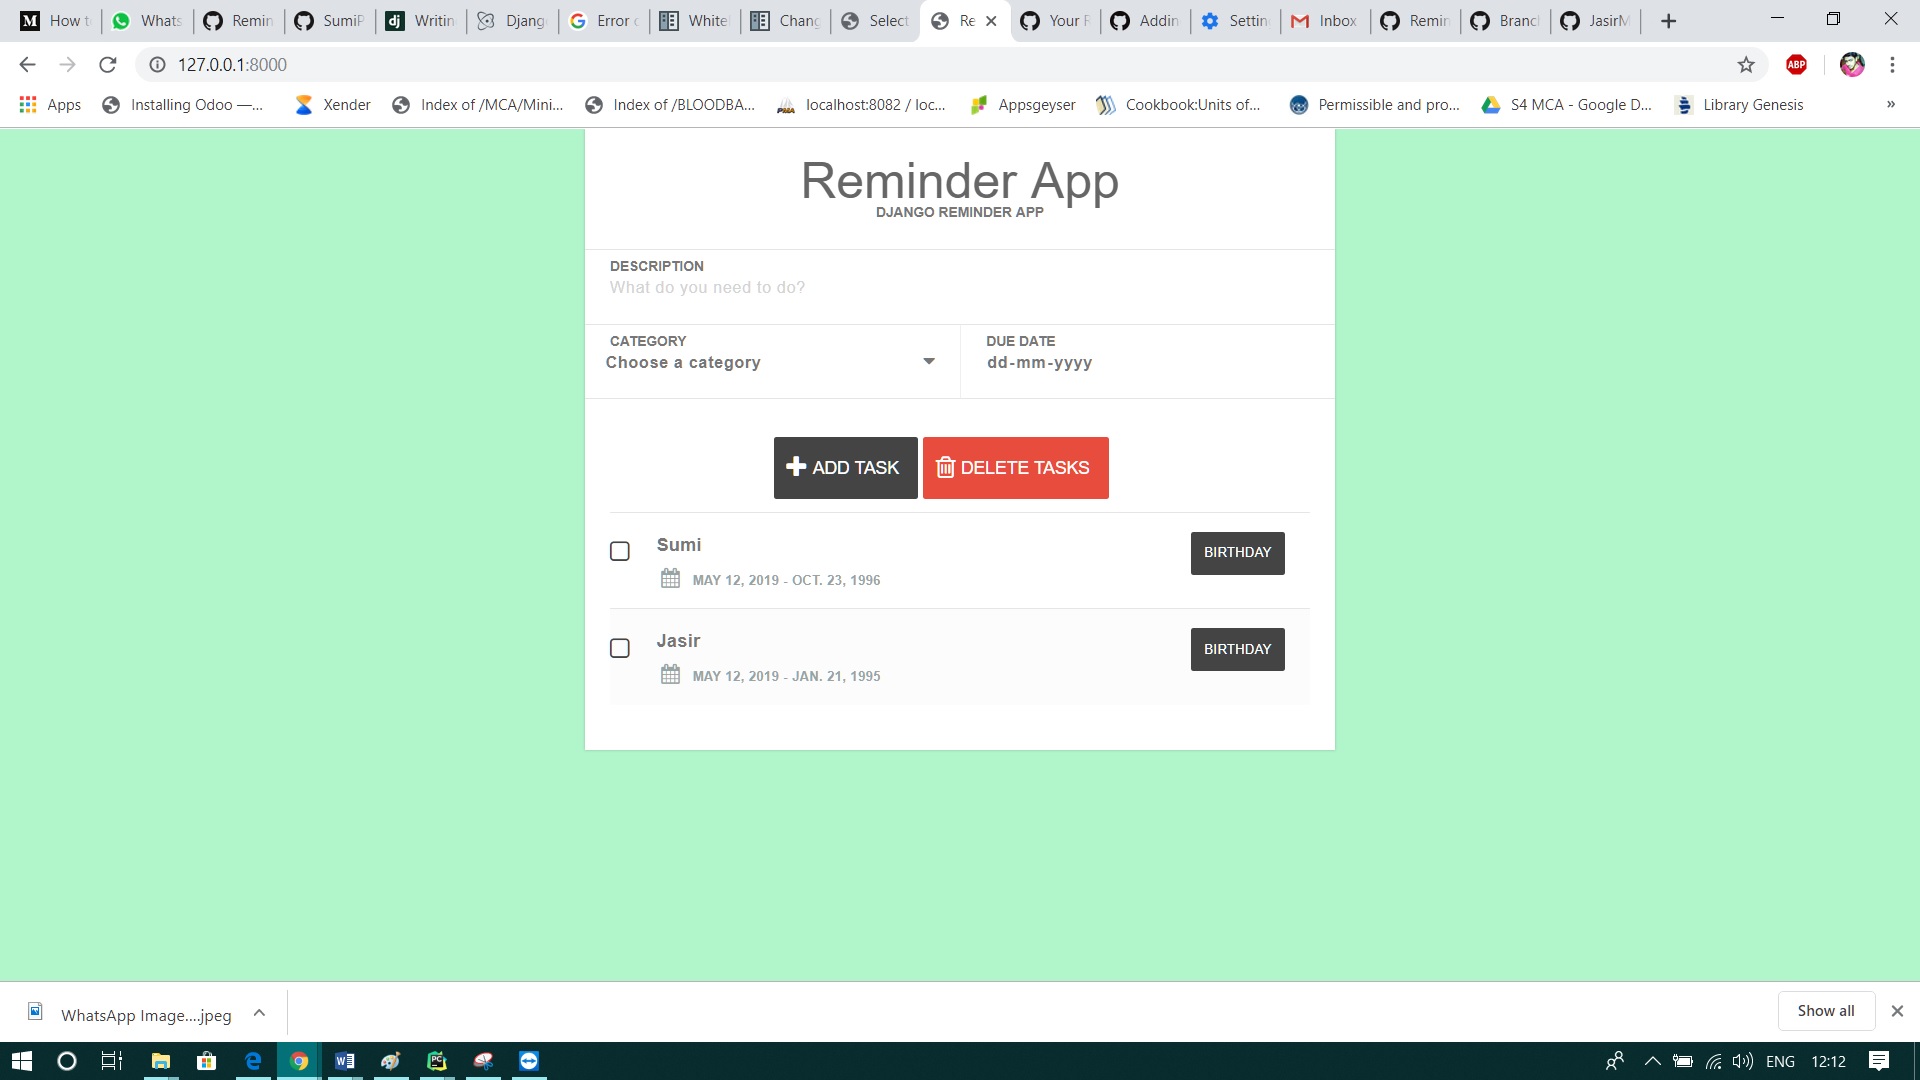 How t
Whats
Remin
SumiP
Writin
Djang
Error
White
Chang
Select
Re
Your R
Addin
Settin
Inbox
Remin
Branc
JasirM
127.0.0.1:8000
ABP
Apps
Installing Odoo —...
Xender
Index of /MCA/Mini...
Index of /BLOODBA...
localhost:8082 / loc...
Appsgeyser
Cookbook:Units of...
Permissible and pro...
S4 MCA - Google D...
Library Genesis
»
Reminder App
DJANGO REMINDER APP
DESCRIPTION
What do you need to do?
CATEGORY
Choose a category
DUE DATE
dd-mm-yyyy
ADD TASK
DELETE TASKS
Sumi
BIRTHDAY
MAY 12, 2019 - OCT. 23, 1996
Jasir
BIRTHDAY
MAY 12, 2019 - JAN. 21, 1995
WhatsApp Image....jpeg
Show all
ENG
12:12